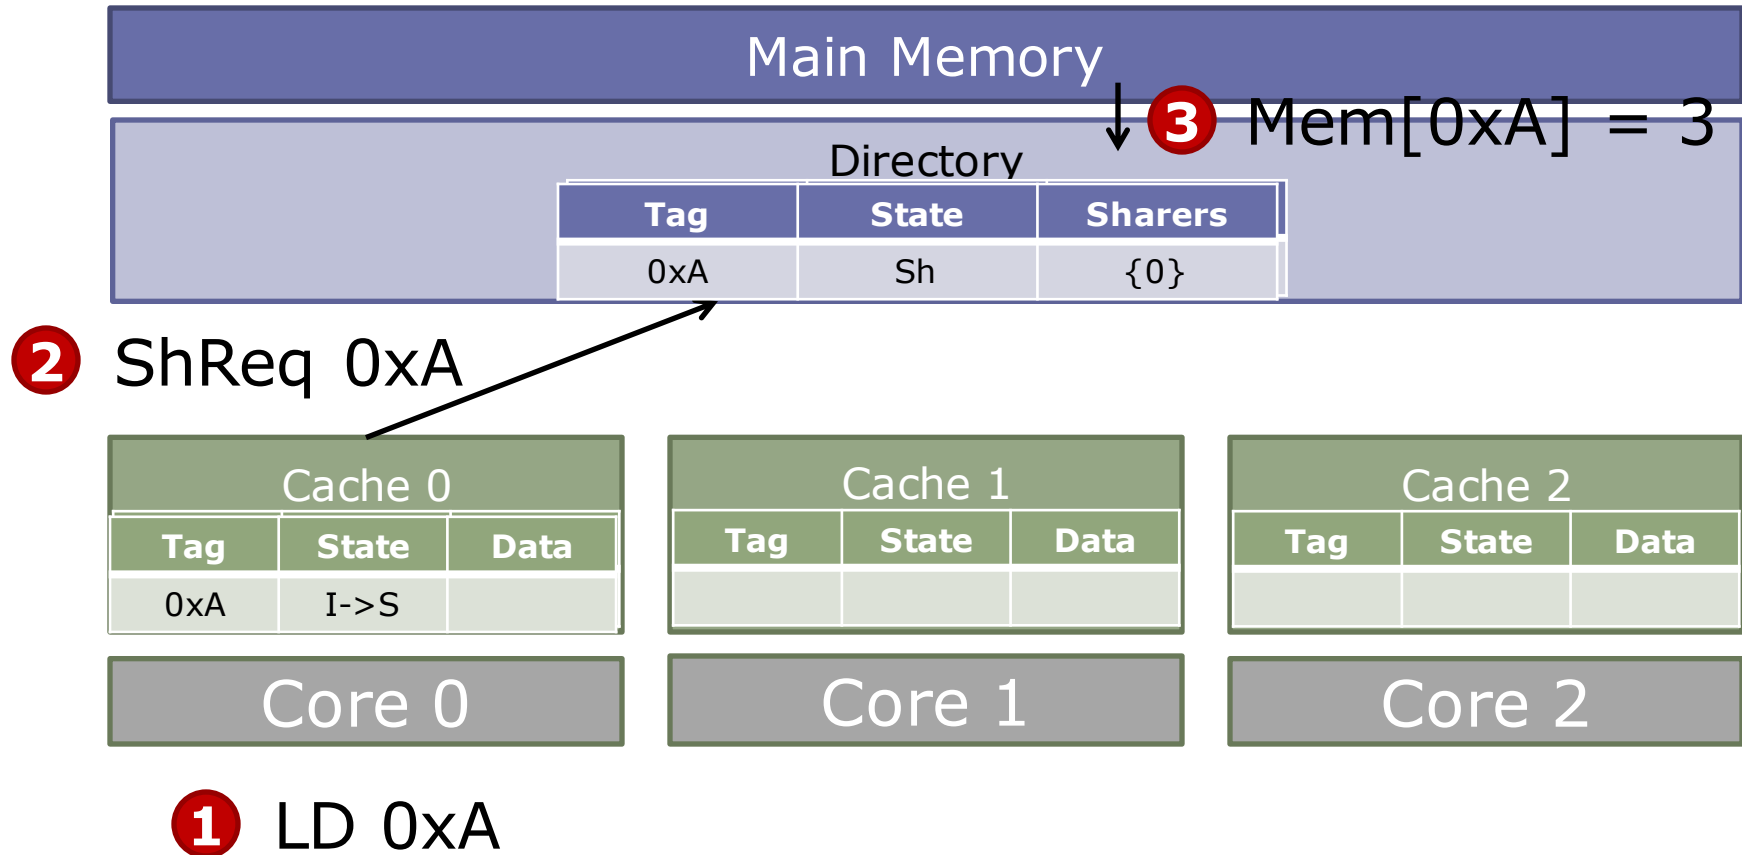 Main Memory
3 Mem[0xA] = 3
Directory
Tag State Sharers
0xA Sh {0}
2 ShReq 0xA
Cache 0 Cache 1 Cache 2
Tag State Data Tag State Data Tag State Data
0xA I->S
Core 0 Core 1 Core 2
1 LD 0xA